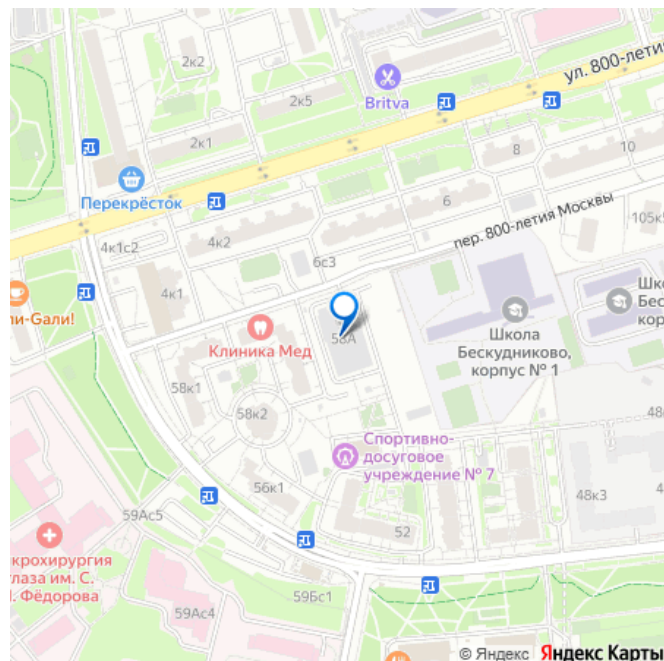 2к2
ул. 800-лети
Britva
2к5
2к1
8
10
Перекрёсток
6
пер. 800-летия Москвы
105к5
4к1с2
4к2
6с3
4к1
ли-Gали!
Клиника Мед
58А
Школа
Бескудниково,
корпус № 1
Шко
Бес
кор
58к1
58к2
48
Спортивно-
досуговое
учреждение № 7
56к1
48к3
59Ас5
52
крохирургия
глаза им. С.
Н. Фёдорова
59Бс1
59Ас4
© Яндекс Яндекс Карты